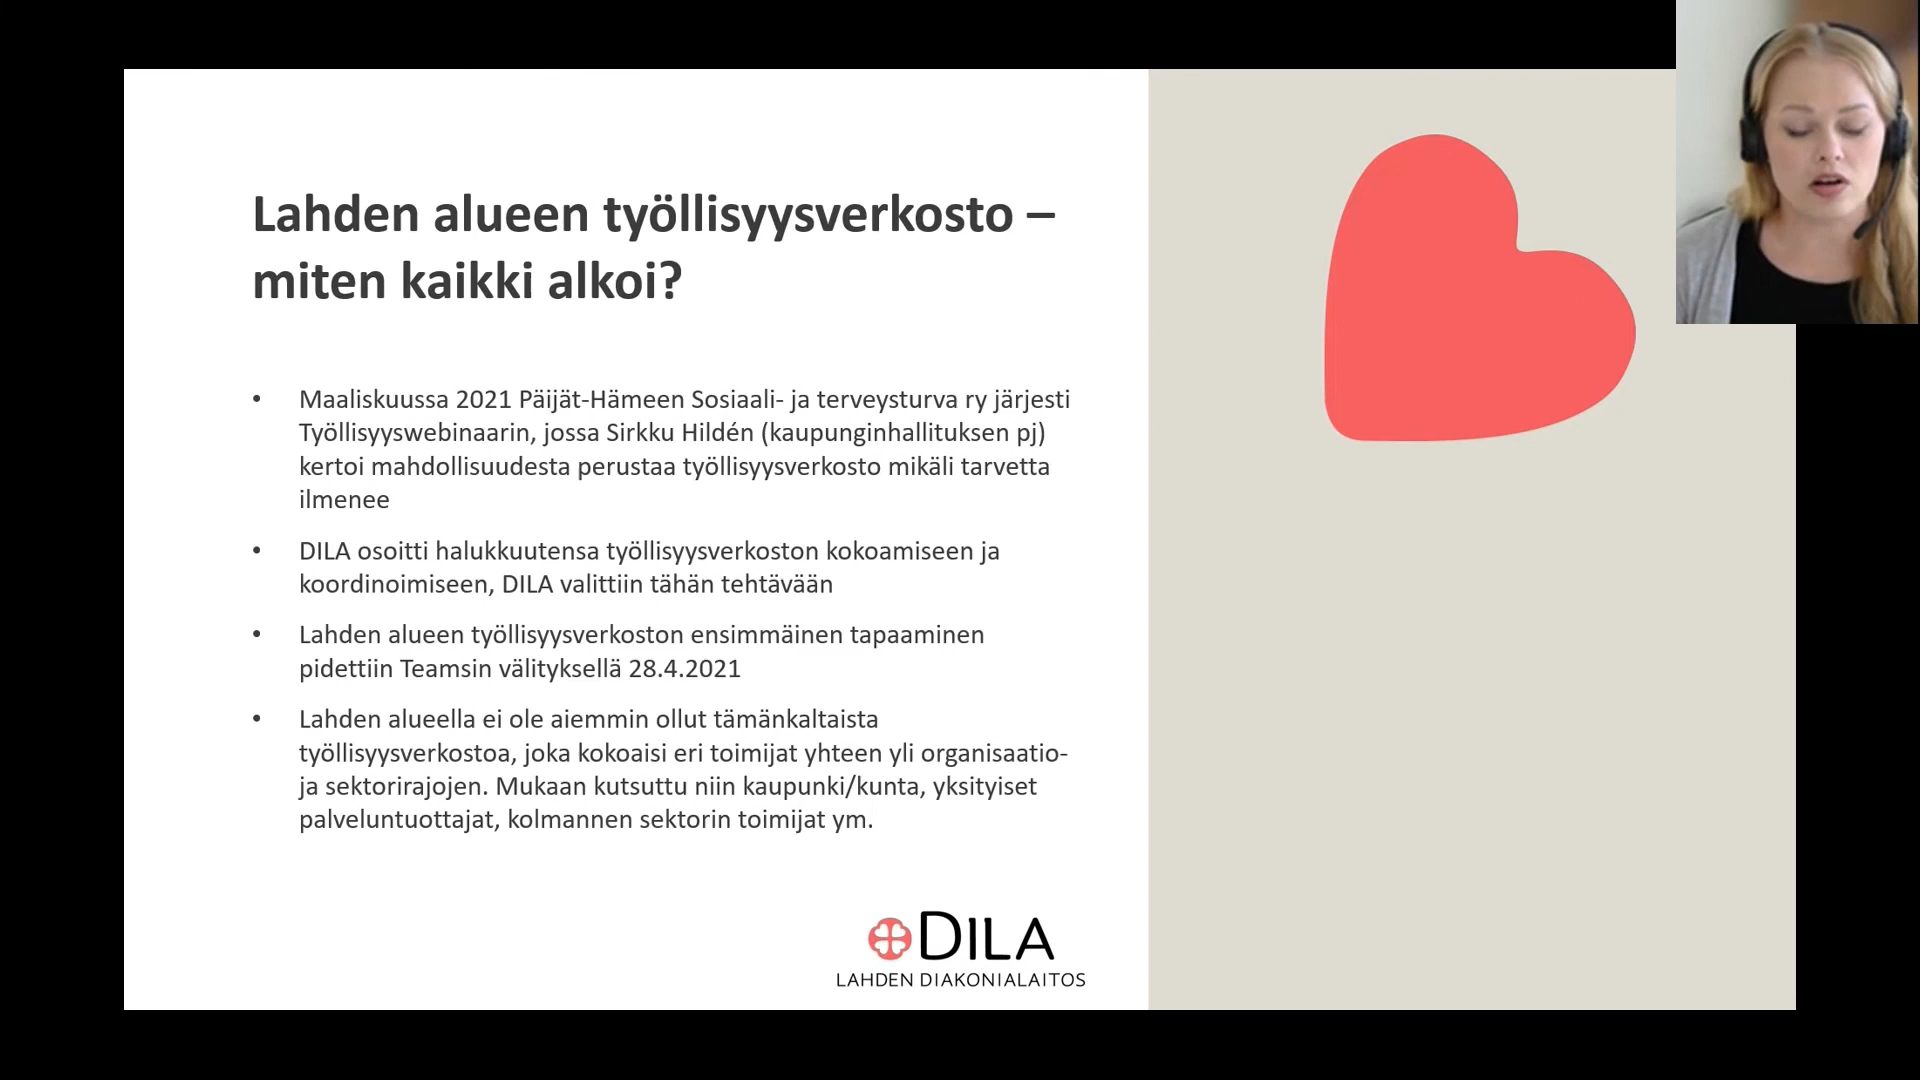 Lahden alueen työllisyysverkosto –
miten kaikki alkoi?
• Maaliskuussa 2021 Päijät-Hämeen Sosiaali- ja terveysturva ry järjesti
Työllisyyswebinaarin, jossa Sirkku Hildén (kaupunginhallituksen pj)
kertoi mahdollisuudesta perustaa työllisyysverkosto mikäli tarvetta
ilmenee
• DILA osoitti halukkuutensa työllisyysverkoston kokoamiseen ja
koordinoimiseen, DILA valittiin tähän tehtävään
• Lahden alueen työllisyysverkoston ensimmäinen tapaaminen
pidettiin Teamsin välityksellä 28.4.2021
• Lahden alueella ei ole aiemmin ollut tämänkaltaista
työllisyysverkostoa, joka kokoaisi eri toimijat yhteen yli organisaatio-
ja sektorirajojen. Mukaan kutsuttu niin kaupunki/kunta, yksityiset
palveluntuottajat, kolmannen sektorin toimijat ym.
DILA
LAHDEN DIAKONIALAITOS